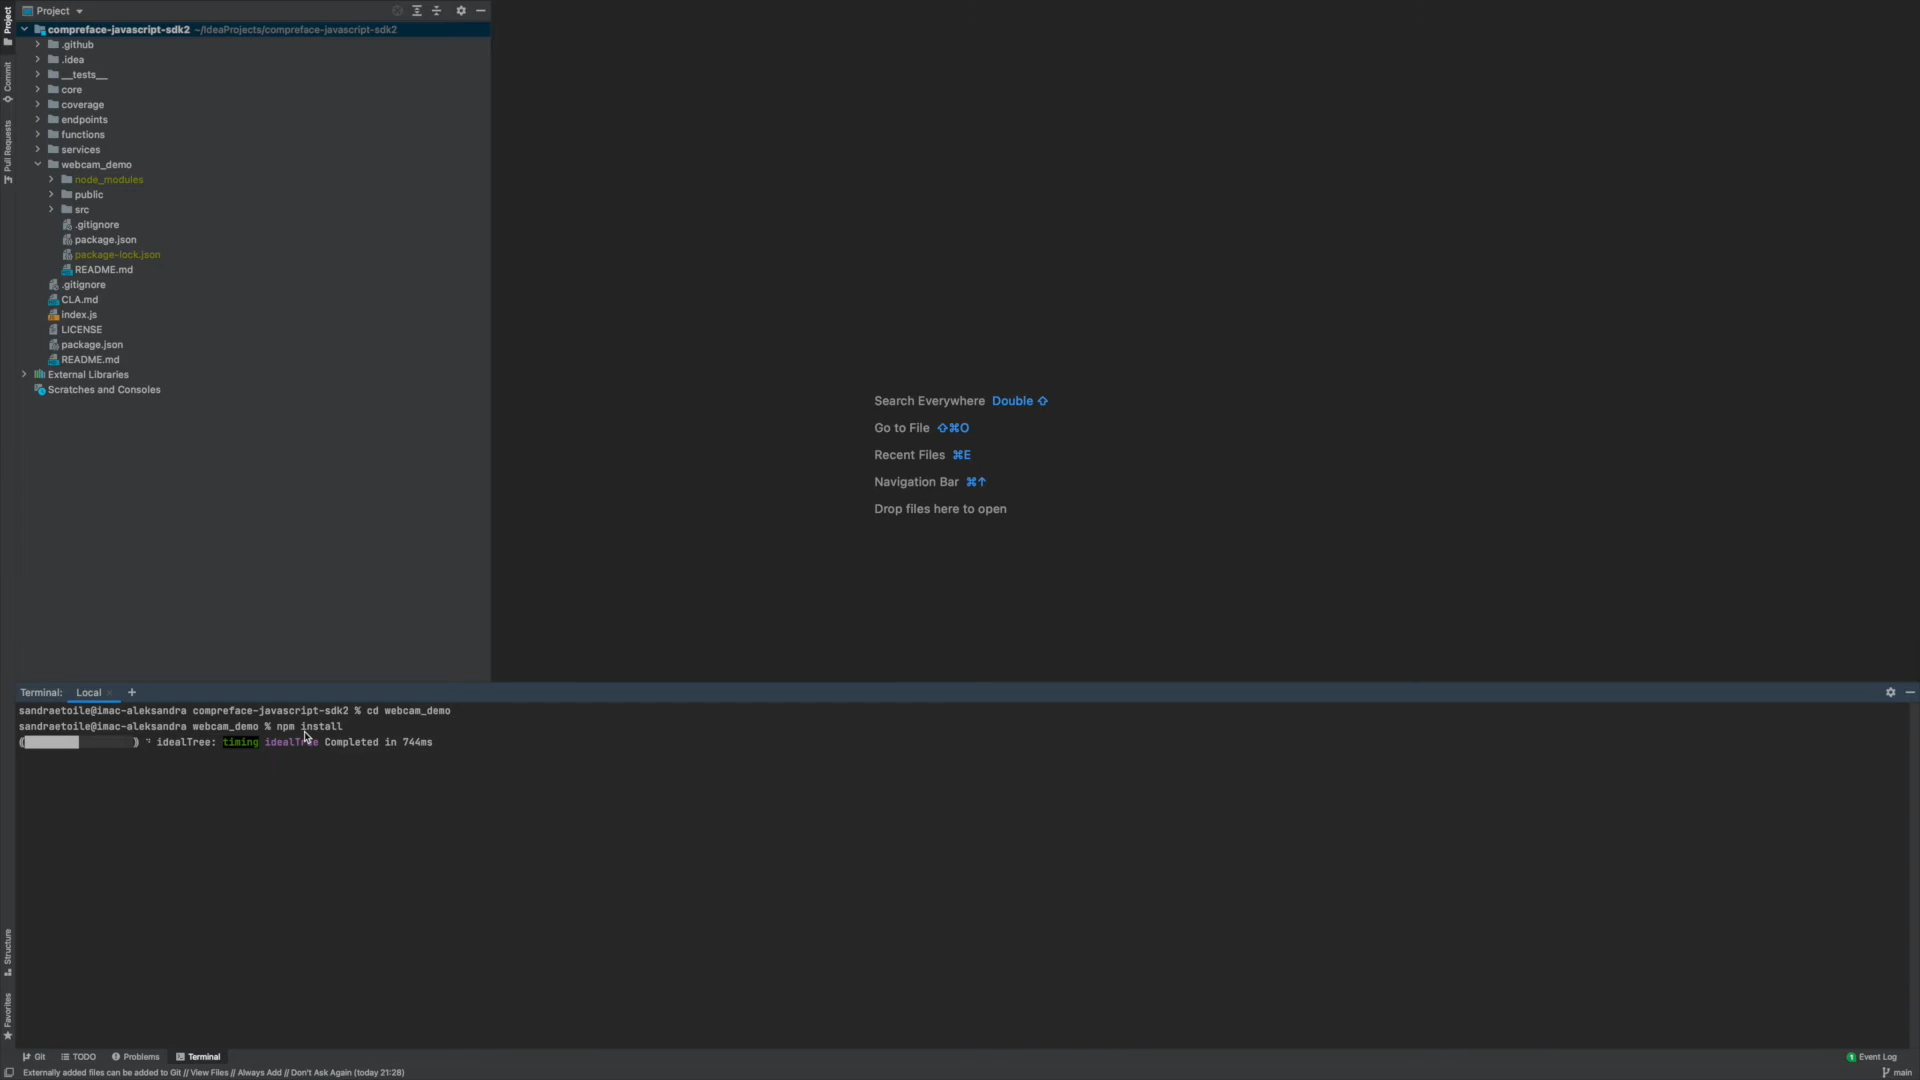 Project
compreface-javascript-sdk2 ~/IdeaProjects/compreface-javascript-sdk2
.github
.idea
__tests__
core
coverage
endpoints
functions
services
webcam_demo
node_modules
public
src
.gitignore
package.json
package-lock.json
README.md
.gitignore
CLA.md
index.js
LICENSE
package.json
README.md
External Libraries
Scratches and Consoles
Project
Commit
Pull Requests
Search Everywhere Double ⇧
Go to File ⇧⌘O
Recent Files ⌘E
Navigation Bar ⌘↑
Drop files here to open
Terminal: Local × +
sandraetoile@imac-aleksandra compreface-javascript-sdk2 % cd webcam_demo
sandraetoile@imac-aleksandra webcam_demo % npm install
idealTree: timing idealTree Completed in 744ms
Structure
Favorites
Git TODO Problems Terminal
1 Event Log
Externally added files can be added to Git // View Files // Always Add // Don't Ask Again (today 21:28)
main